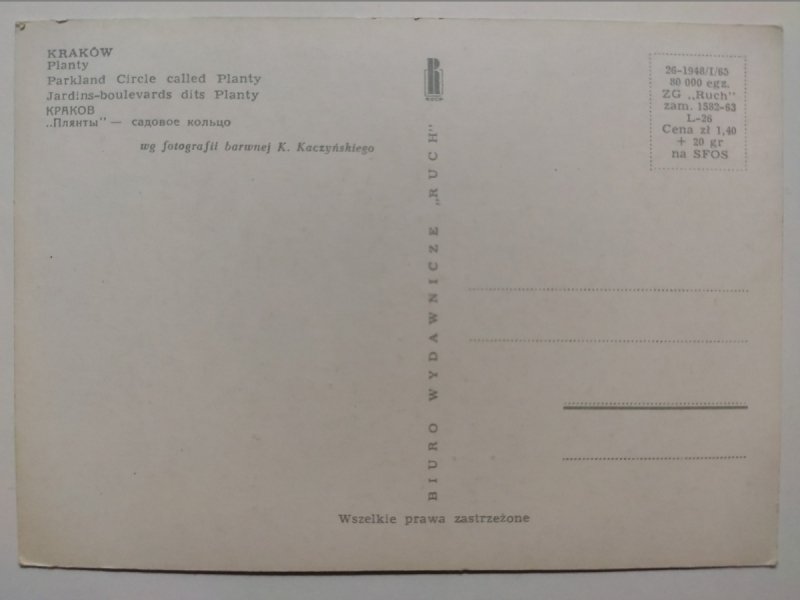 KRAKÓW
Planty
Parkland Circle called Planty
Jardins-boulevards dits Planty
КРАКОВ
„Плянты" — садовое кольцо
wg fotografii barwnej K. Kaczyńskiego
BIURO WYDAWNICZE „RUCH"
26-1948/I/65
80 000 egz.
ZG „Ruch"
zam. 1582-63
L-26
Cena zł 1,40
+ 20 gr
na SFOS
Wszelkie prawa zastrzeżone